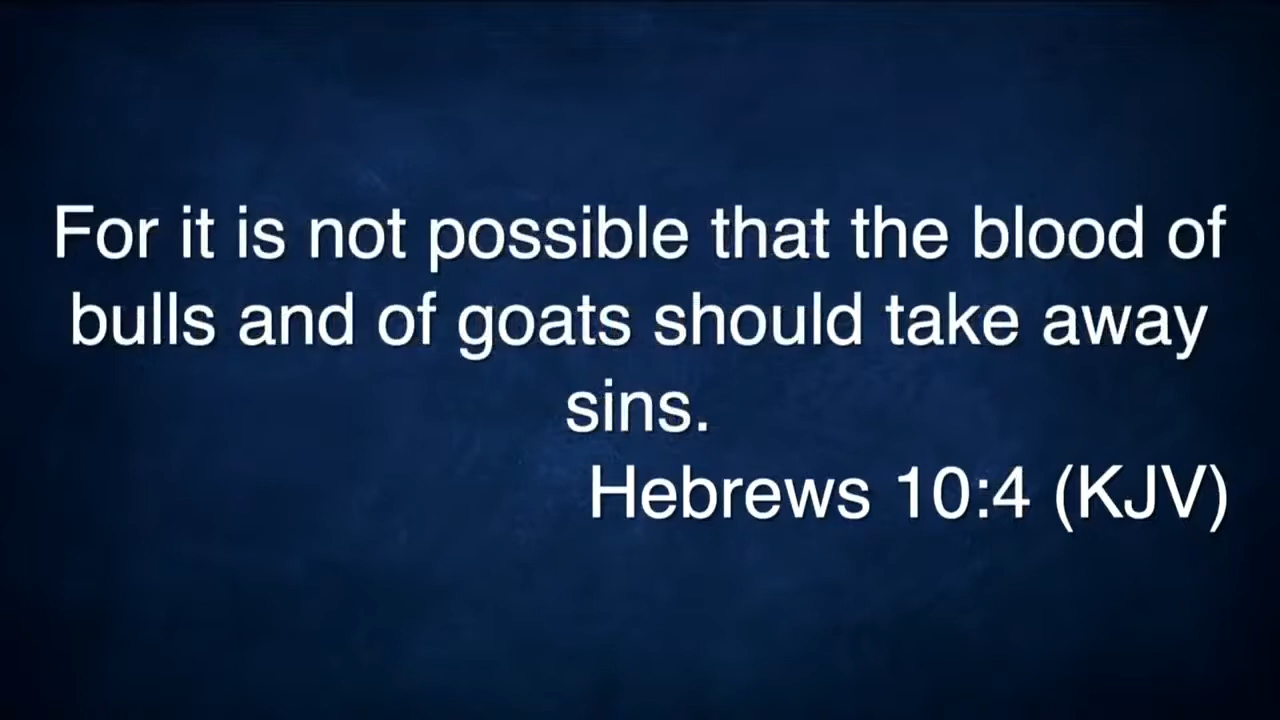 For it is not possible that the blood of
bulls and of goats should take away
sins.
Hebrews 10:4 (KJV)